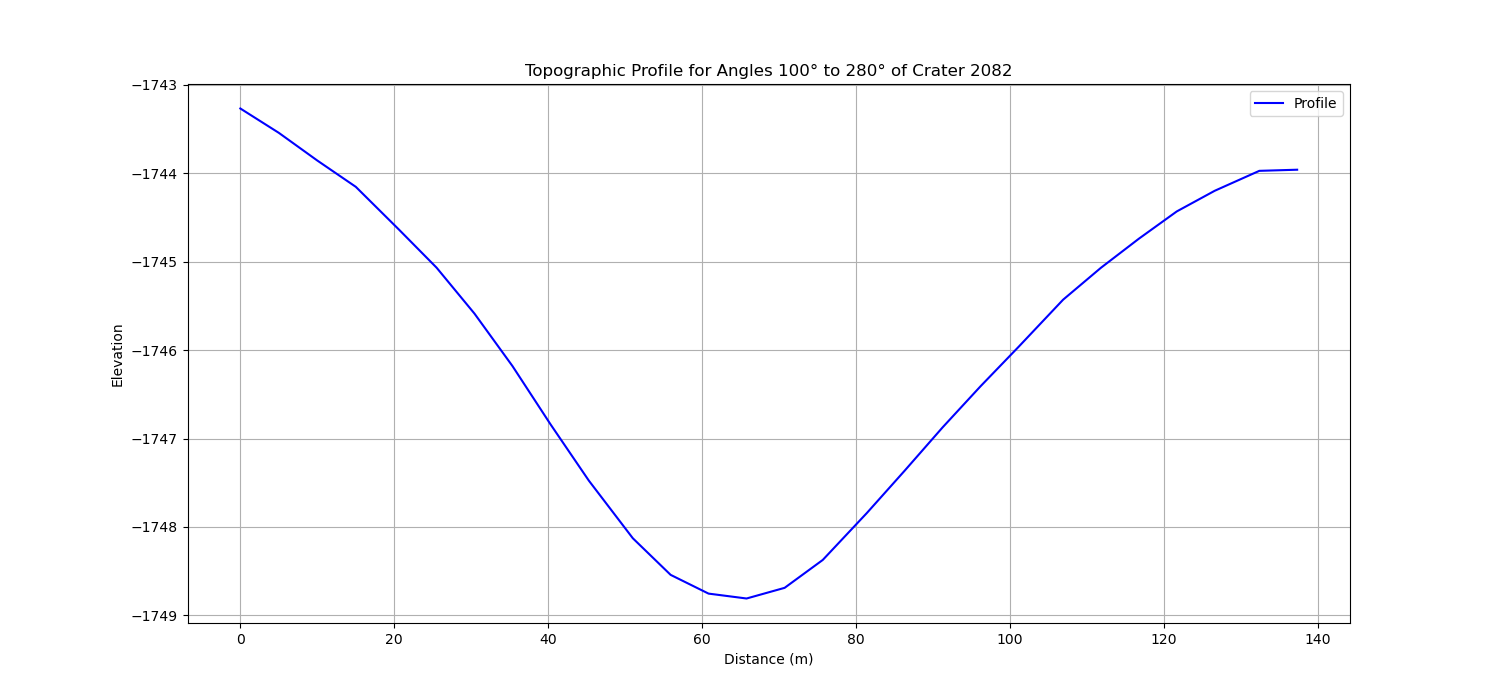 Topographic Profile for Angles 100° to 280° of Crater 2082
Profile
Elevation
−1743
−1744
−1745
−1746
−1747
−1748
−1749
0 20 40 60 80 100 120 140
Distance (m)